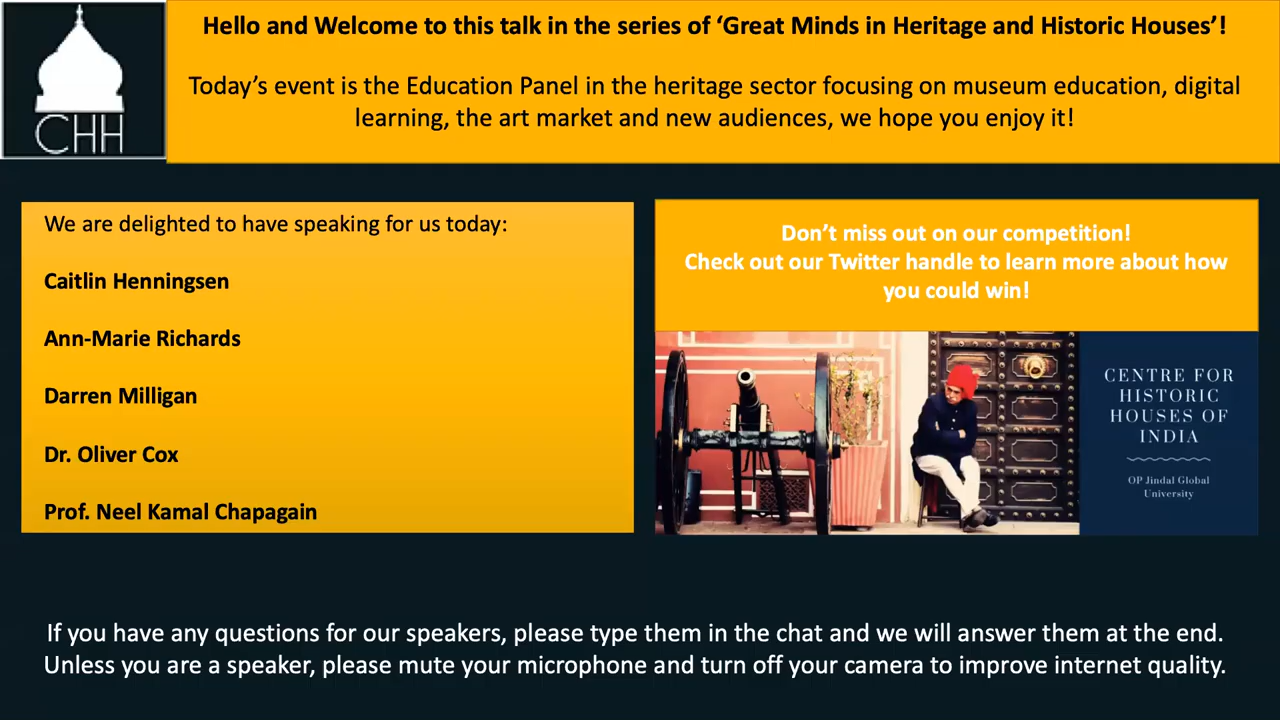 CHH
Hello and Welcome to this talk in the series of ‘Great Minds in Heritage and Historic Houses’!
Today’s event is the Education Panel in the heritage sector focusing on museum education, digital
learning, the art market and new audiences, we hope you enjoy it!
We are delighted to have speaking for us today:
Caitlin Henningsen
Ann-Marie Richards
Darren Milligan
Dr. Oliver Cox
Prof. Neel Kamal Chapagain
Don’t miss out on our competition!
Check out our Twitter handle to learn more about how
you could win!
CENTRE FOR
HISTORIC
HOUSES OF
INDIA
OP Jindal Global
University
If you have any questions for our speakers, please type them in the chat and we will answer them at the end.
Unless you are a speaker, please mute your microphone and turn off your camera to improve internet quality.